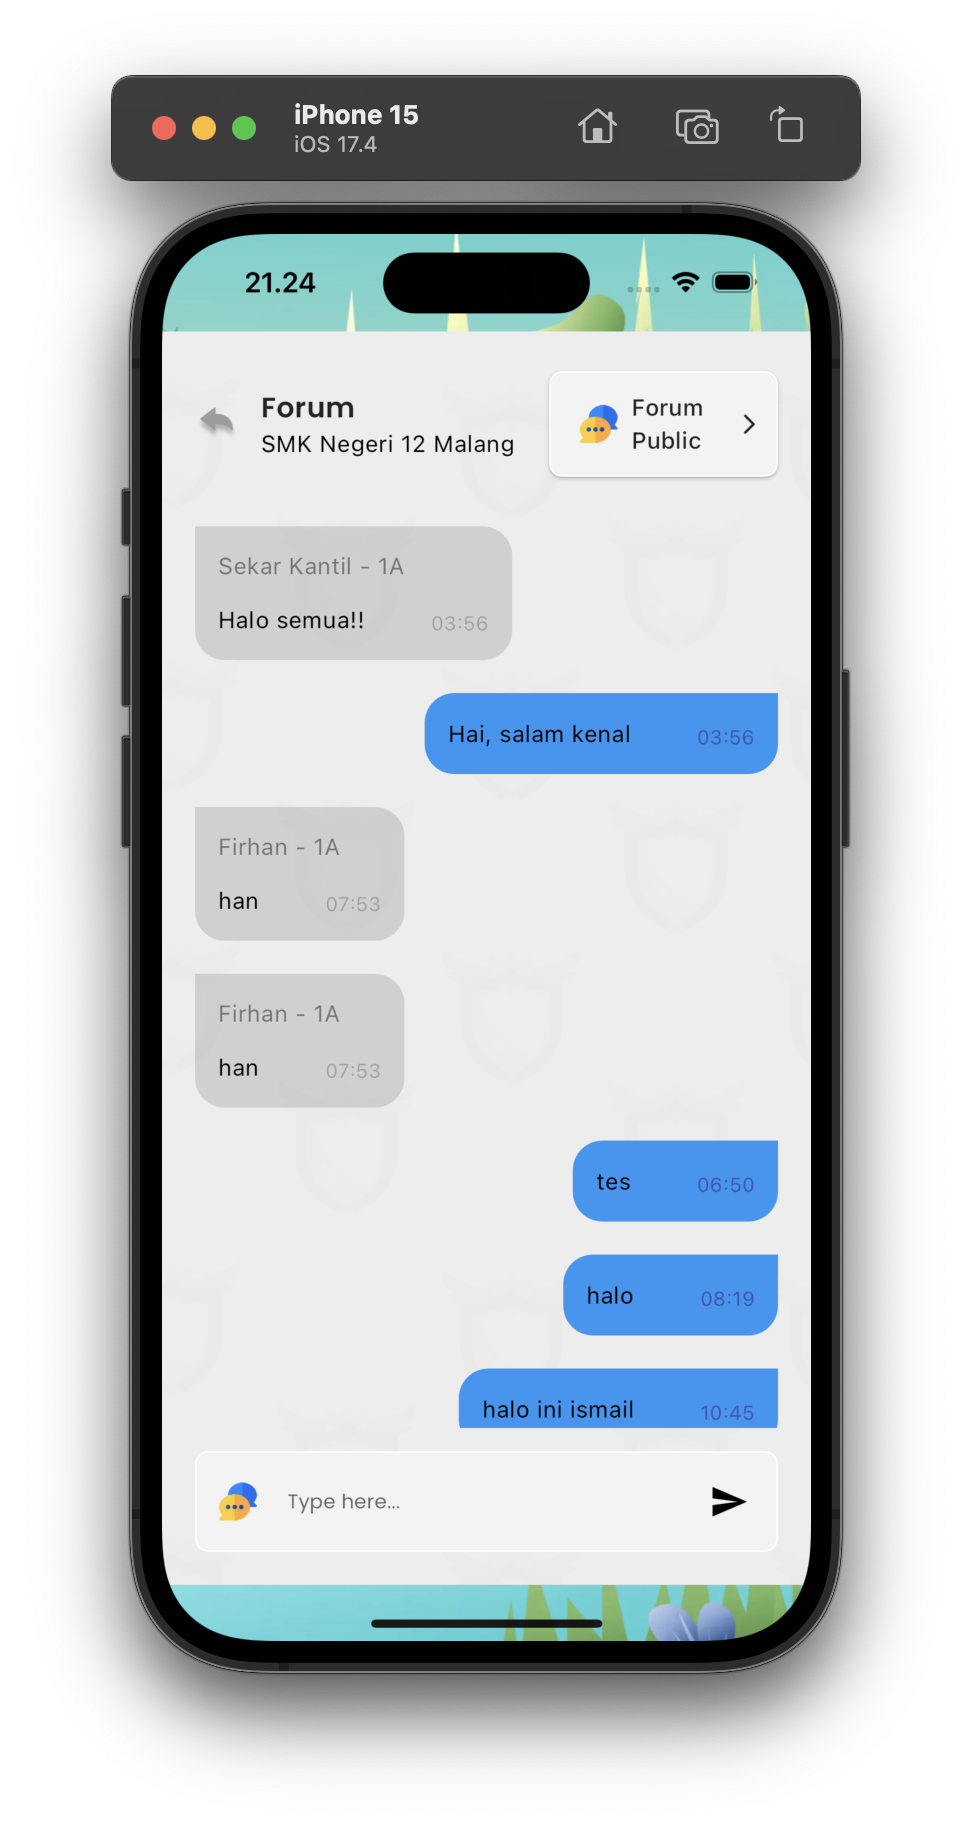 iPhone 15
iOS 17.4
21.24
Forum
SMK Negeri 12 Malang
Forum
Public
Sekar Kantil - 1A
Halo semua!! 03:56
Hai, salam kenal 03:56
Firhan - 1A
han 07:53
Firhan - 1A
han 07:53
tes 06:50
halo 08:19
halo ini ismail 10:45
Type here...